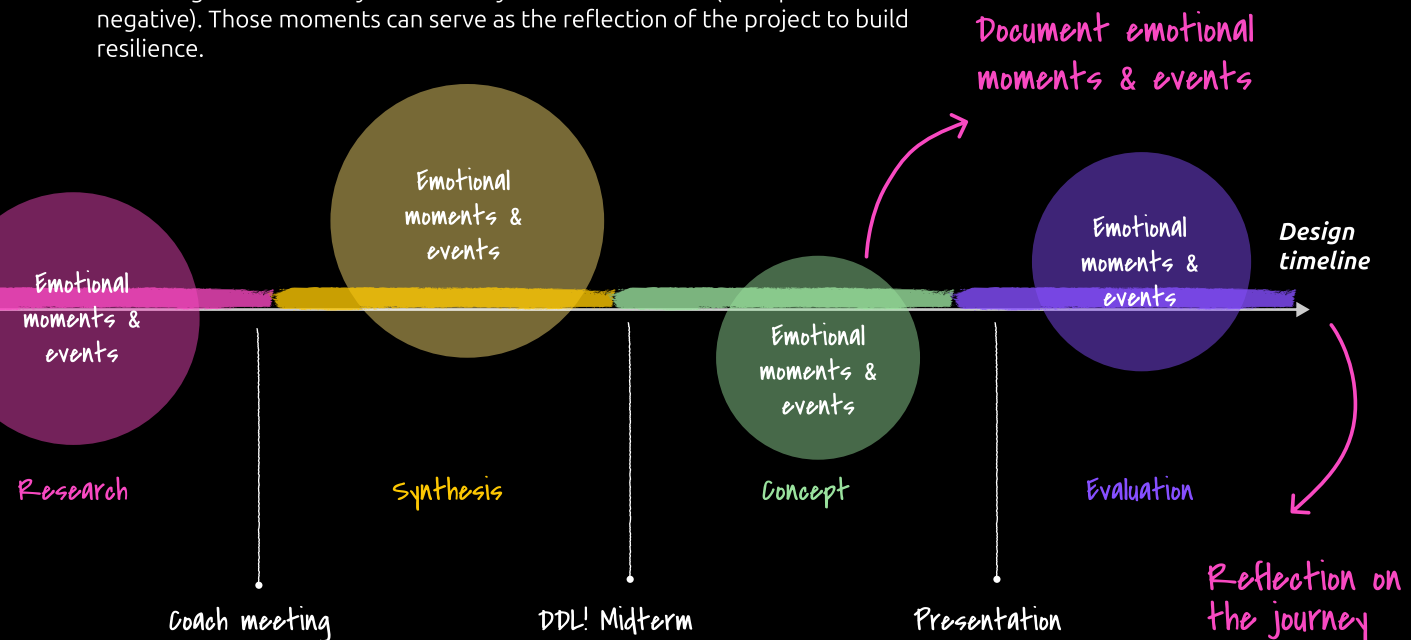 negative). Those moments can serve as the reflection of the project to build
resilience.
Document emotional
moments & events
Emotional
moments &
events
Emotional
moments &
events
Emotional
moments &
events
Emotional
moments &
events
Design
timeline
Research
Synthesis
Concept
Evaluation
Coach meeting
DDL! Midterm
Presentation
Reflection on
the journey